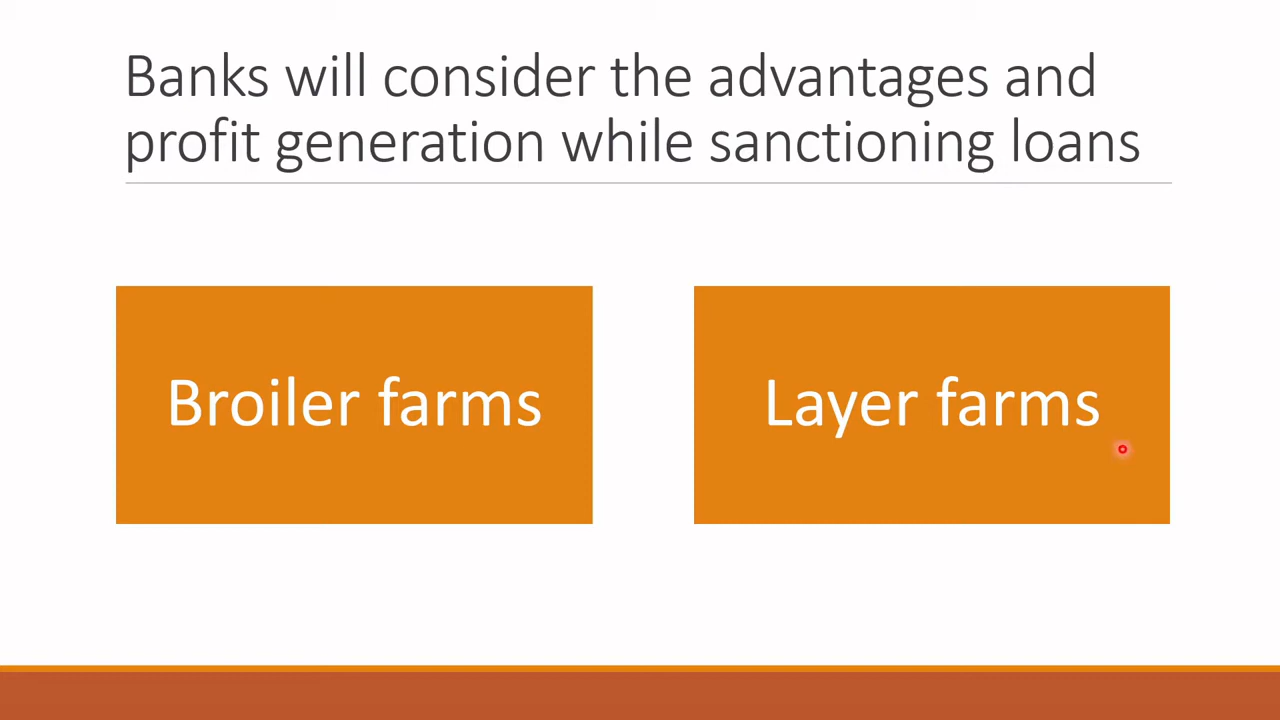 Banks will consider the advantages and
profit generation while sanctioning loans
Broiler farms
Layer farms